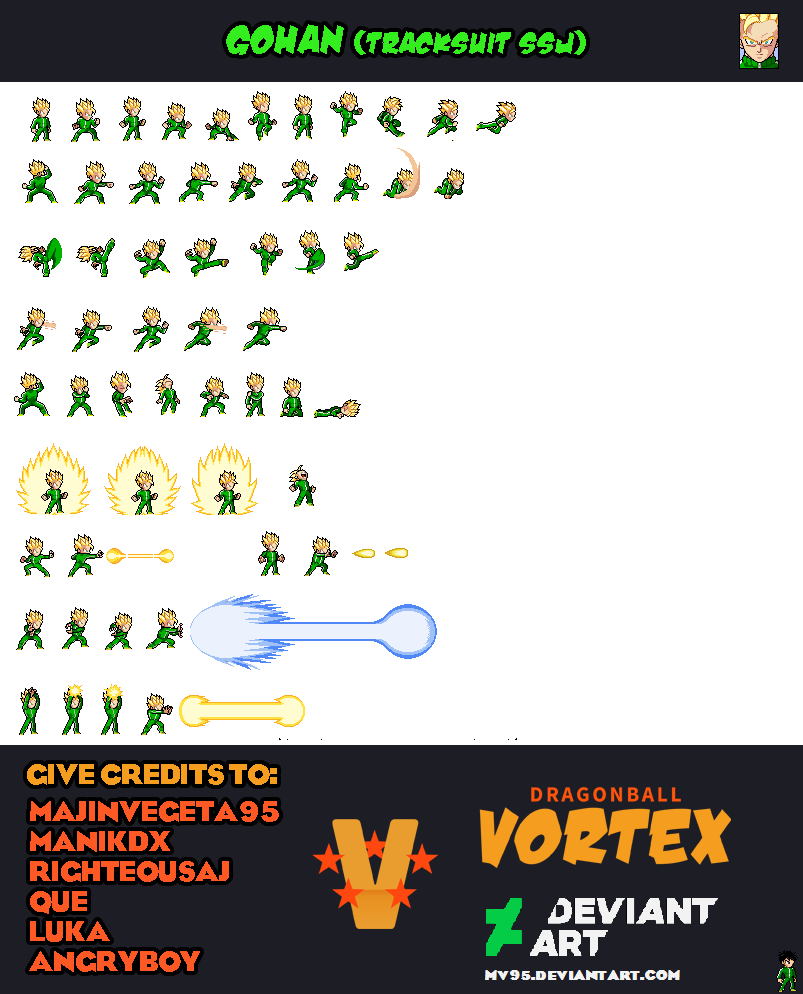 GOHAN (TRACKSUIT SSJ)
GIVE CREDITS TO:
MAJINVEGETA95
MANIKDX
RIGHTEOUSAJ
QUE
LUKA
ANGRYBOY
V
DRAGONBALL
VORTEX
DEVIANT
ART
MV95.DEVIANTART.COM